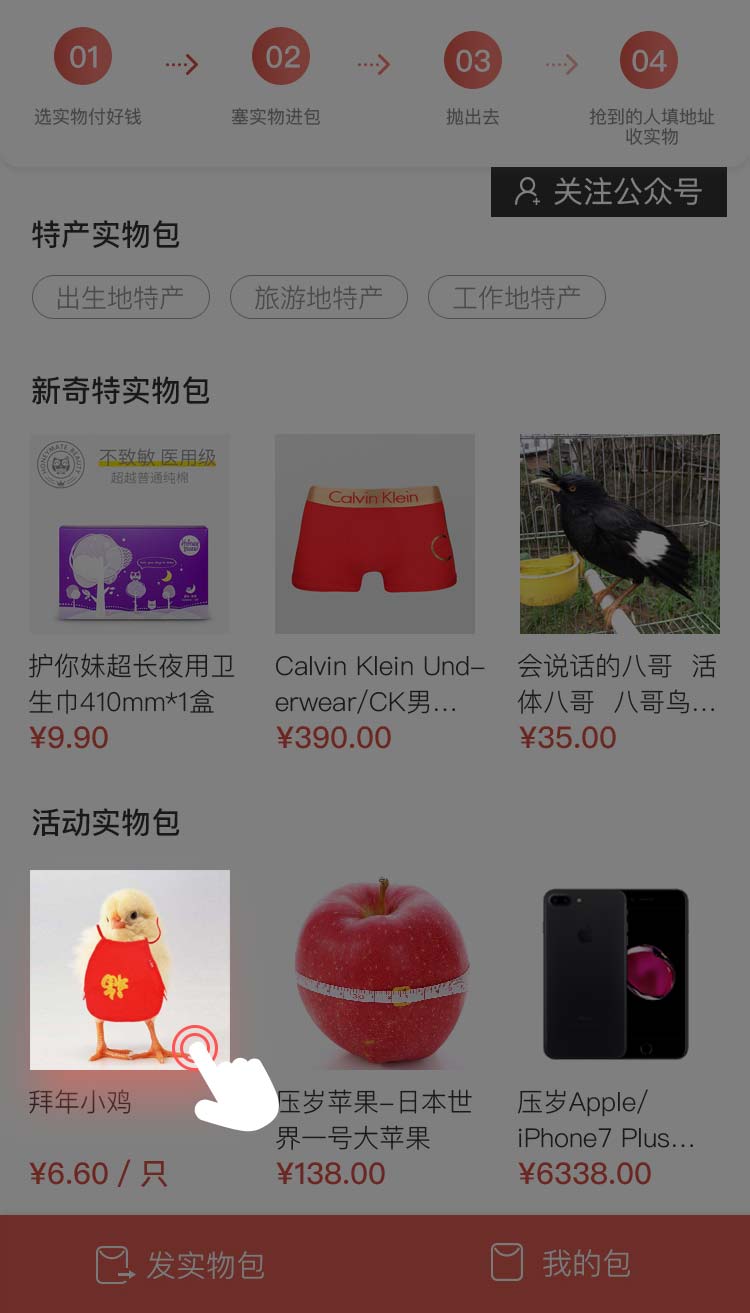 01
02
03
04
选实物付好钱
塞实物进包
抛出去
抢到的人填地址
收实物
关注公众号
特产实物包
出生地特产
旅游地特产
工作地特产
新奇特实物包
HONEYMATE BEAUTY
不致敏 医用级
超越普通纯棉
Calvin Klein
护你妹超长夜用卫
生巾410mm*1盒
¥9.90
Calvin Klein Und-
erwear/CK男...
¥390.00
会说话的八哥 活
体八哥 八哥鸟...
¥35.00
活动实物包
福
拜年小鸡
¥6.60 / 只
压岁苹果-日本世
界一号大苹果
¥138.00
压岁Apple/
iPhone7 Plus...
¥6338.00
发实物包
我的包